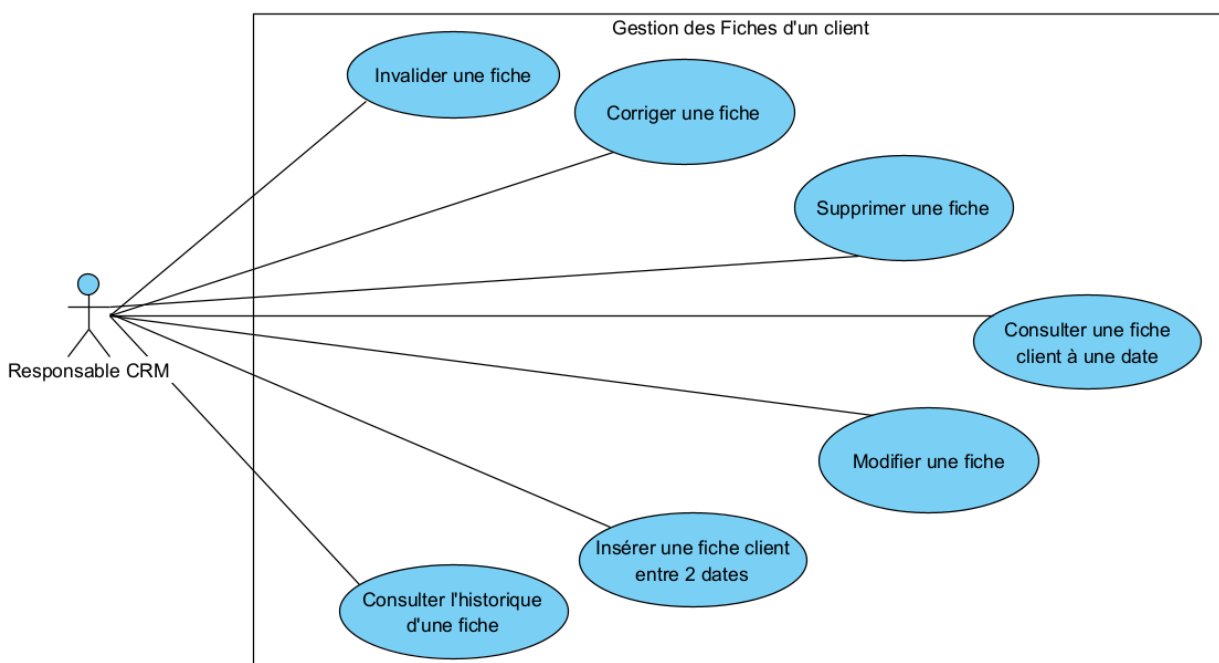 Gestion des Fiches d'un client
Invalider une fiche
Corriger une fiche
Supprimer une fiche
Consulter une fiche
client à une date
Responsable CRM
Modifier une fiche
Insérer une fiche client
entre 2 dates
Consulter l'historique
d'une fiche